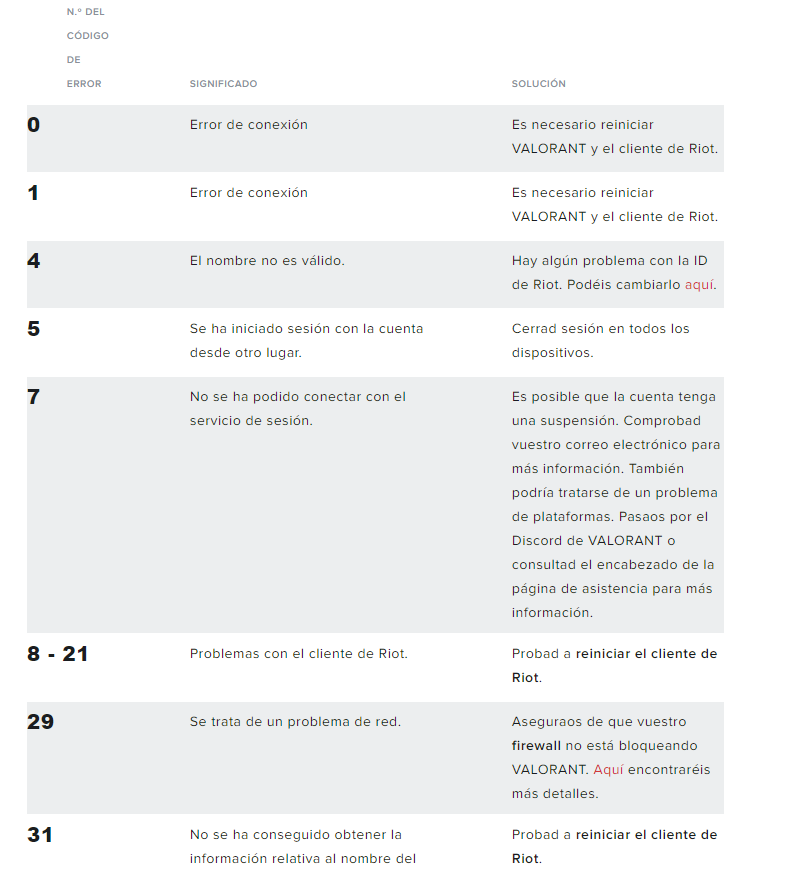 N.º DEL
CÓDIGO
DE
ERROR
SIGNIFICADO
SOLUCIÓN
0
Error de conexión
Es necesario reiniciar
VALORANT y el cliente de Riot.
1
Error de conexión
Es necesario reiniciar
VALORANT y el cliente de Riot.
4
El nombre no es válido.
Hay algún problema con la ID
de Riot. Podéis cambiarlo aquí.
5
Se ha iniciado sesión con la cuenta
desde otro lugar.
Cerrad sesión en todos los
dispositivos.
7
No se ha podido conectar con el
servicio de sesión.
Es posible que la cuenta tenga
una suspensión. Comprobad
vuestro correo electrónico para
más información. También
podría tratarse de un problema
de plataformas. Pasaos por el
Discord de VALORANT o
consultad el encabezado de la
página de asistencia para más
información.
8 - 21
Problemas con el cliente de Riot.
Probad a reiniciar el cliente de
Riot.
29
Se trata de un problema de red.
Aseguraos de que vuestro
firewall no está bloqueando
VALORANT. Aquí encontraréis
más detalles.
31
No se ha conseguido obtener la
información relativa al nombre del
Probad a reiniciar el cliente de
Riot.